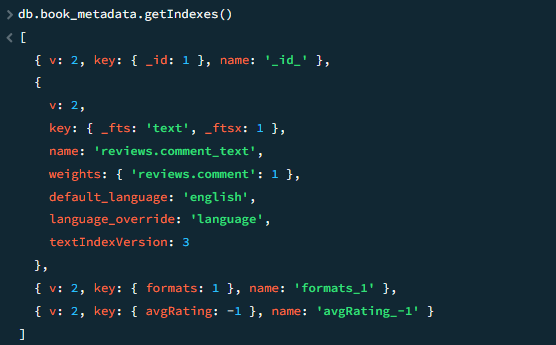 > db.book_metadata.getIndexes()
< [
{ v: 2, key: { _id: 1 }, name: '_id_' },
{
v: 2,
key: { _fts: 'text', _ftsx: 1 },
name: 'reviews.comment_text',
weights: { 'reviews.comment': 1 },
default_language: 'english',
language_override: 'language',
textIndexVersion: 3
},
{ v: 2, key: { formats: 1 }, name: 'formats_1' },
{ v: 2, key: { avgRating: -1 }, name: 'avgRating_-1' }
]